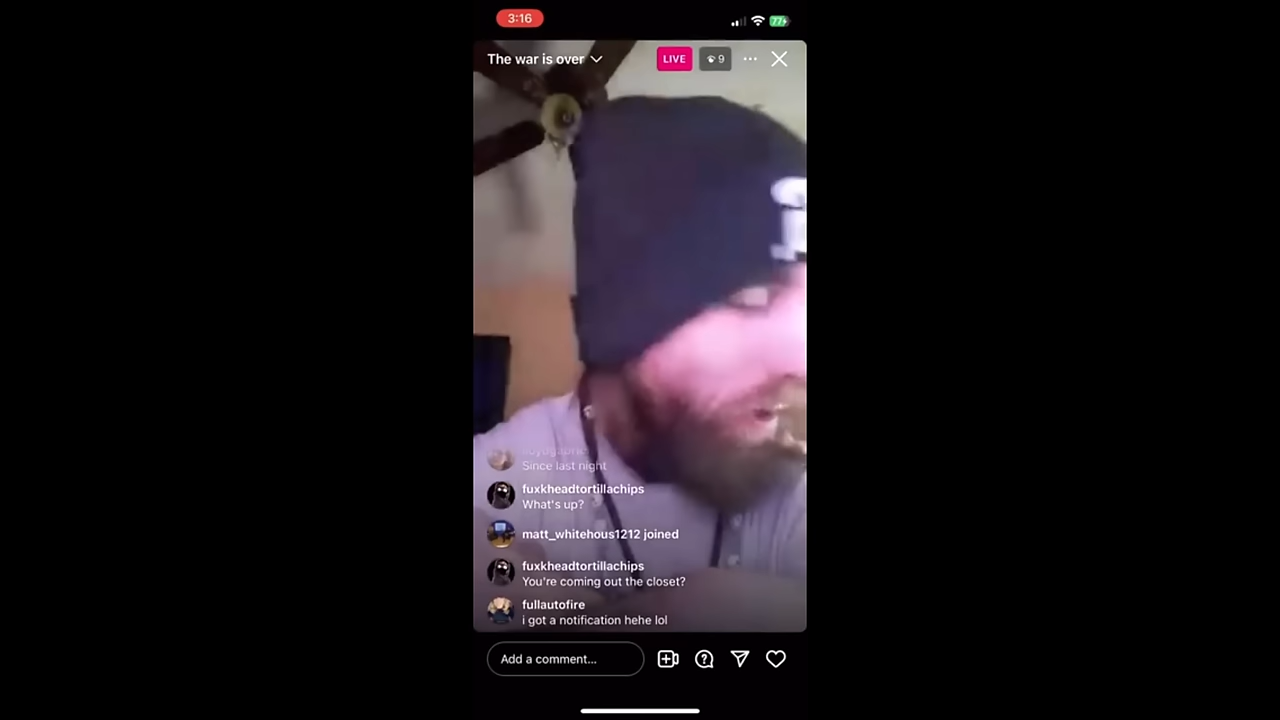 3:16
77
The war is over
LIVE
9
Since last night
fuxkheadtortillachips
What's up?
matt_whitehous1212 joined
fuxkheadtortillachips
You're coming out the closet?
fullautofire
i got a notification hehe lol
Add a comment...